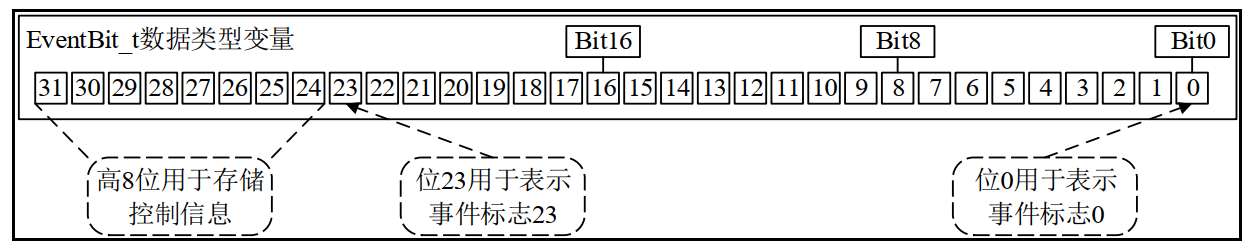 EventBit_t数据类型变量
Bit16
Bit8
Bit0
31 30 29 28 27 26 25 24 23 22 21 20 19 18 17 16 15 14 13 12 11 10 9 8 7 6 5 4 3 2 1 0
高8位用于存储
控制信息
位23用于表示
事件标志23
位0用于表示
事件标志0